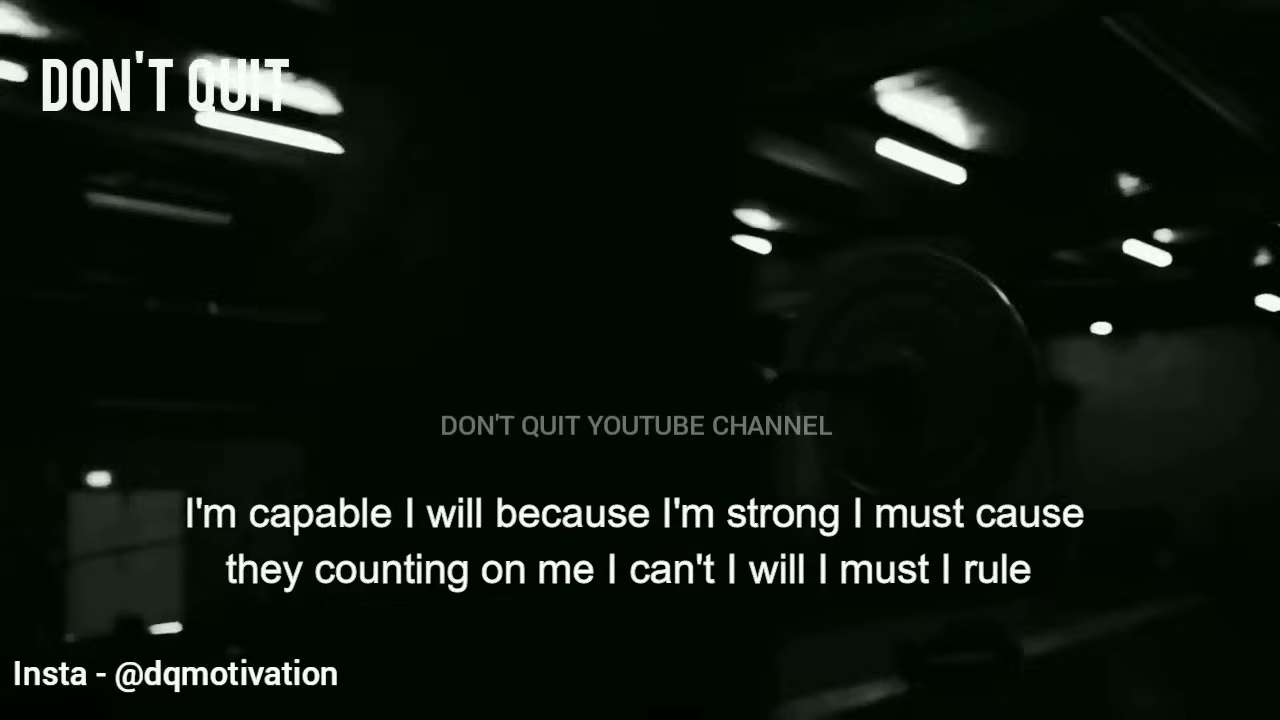 DON'T QUIT
DON'T QUIT YOUTUBE CHANNEL
I'm capable I will because I'm strong I must cause
they counting on me I can't I will I must I rule
Insta - @dqmotivation